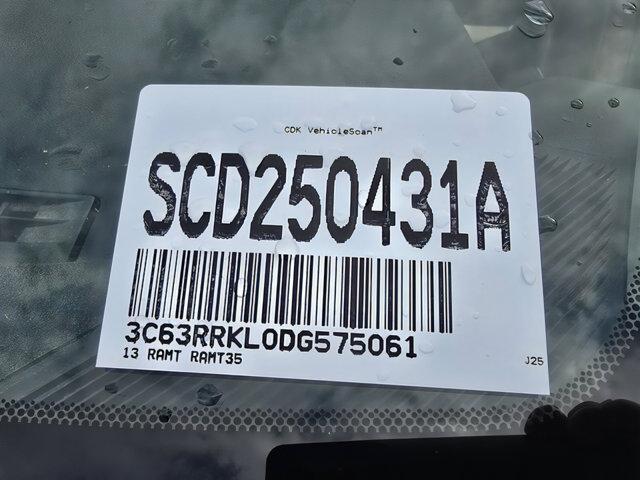 CDK VehicleScan™
SCD250431A
3C63RRKL0DG575061
13 RAMT RAMT35
J25